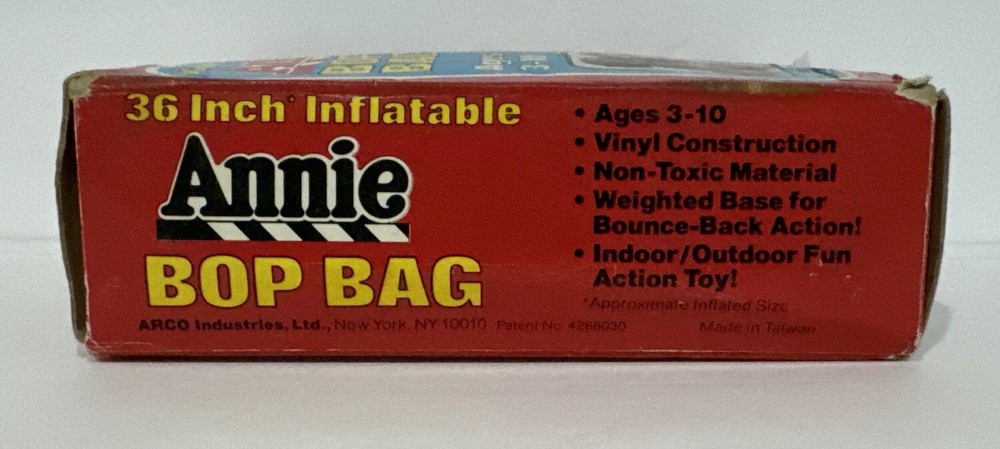 36 Inch* Inflatable
Annie
BOP BAG
• Ages 3-10
• Vinyl Construction
• Non-Toxic Material
• Weighted Base for
Bounce-Back Action!
• Indoor/Outdoor Fun
Action Toy!
*Approximate Inflated Size
ARCO Industries, Ltd., New York, NY 10010 Patent No. 4268030 Made in Taiwan